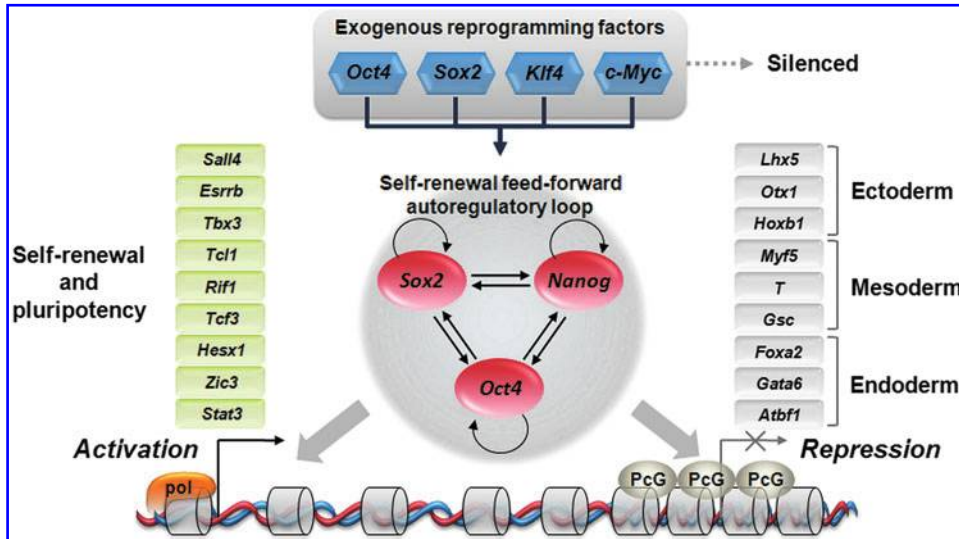 Exogenous reprogramming factors
Oct4
Sox2
Klf4
c-Myc
Silenced
Self-renewal feed-forward
autoregulatory loop
Sox2
Nanog
Oct4
Self-renewal
and
pluripotency
Sall4
Esrrb
Tbx3
Tcl1
Rif1
Tcf3
Hesx1
Zic3
Stat3
Lhx5
Otx1
Hoxb1
Myf5
T
Gsc
Foxa2
Gata6
Atbf1
Ectoderm
Mesoderm
Endoderm
Activation
Repression
pol
PcG
PcG
PcG